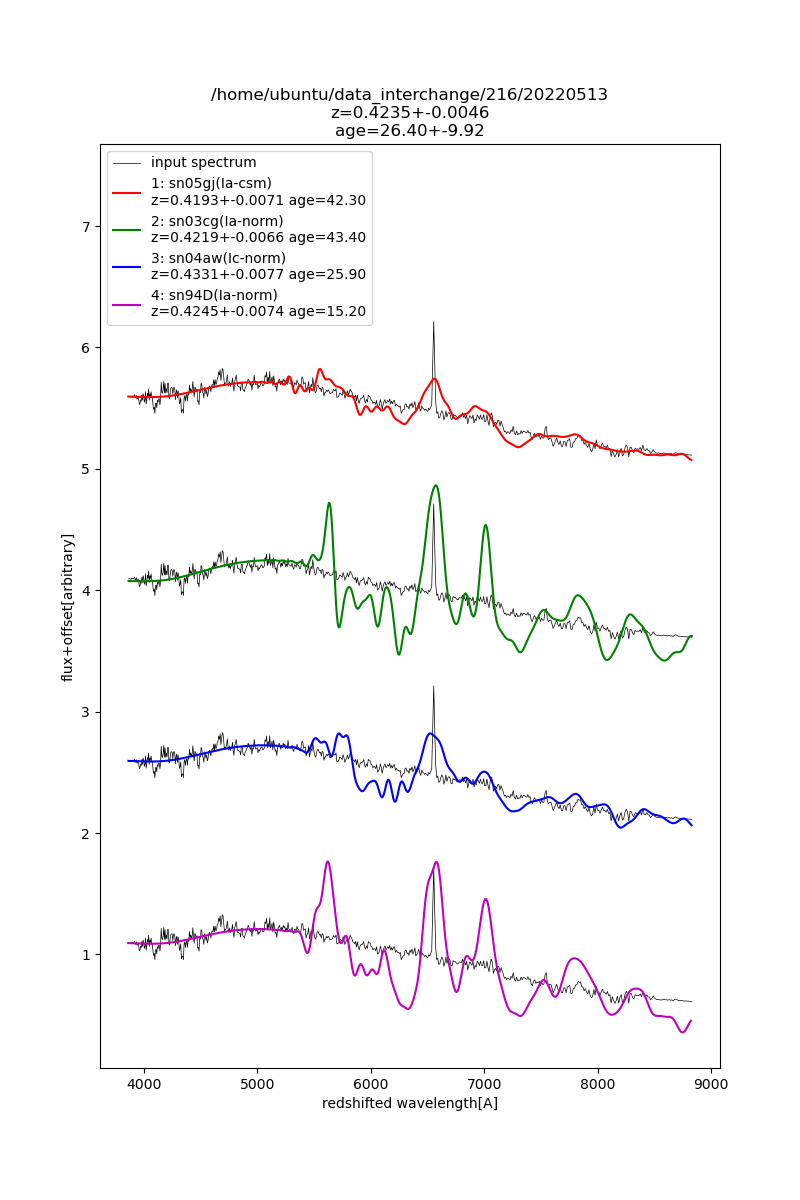 /home/ubuntu/data_interchange/216/20220513
z=0.4235+-0.0046
age=26.40+-9.92
input spectrum
1: sn05gj(Ia-csm)
z=0.4193+-0.0071 age=42.30
2: sn03cg(Ia-norm)
z=0.4219+-0.0066 age=43.40
3: sn04aw(Ic-norm)
z=0.4331+-0.0077 age=25.90
4: sn94D(Ia-norm)
z=0.4245+-0.0074 age=15.20
7
6
5
4
3
2
1
flux+offset[arbitrary]
4000 5000 6000 7000 8000 9000
redshifted wavelength[A]